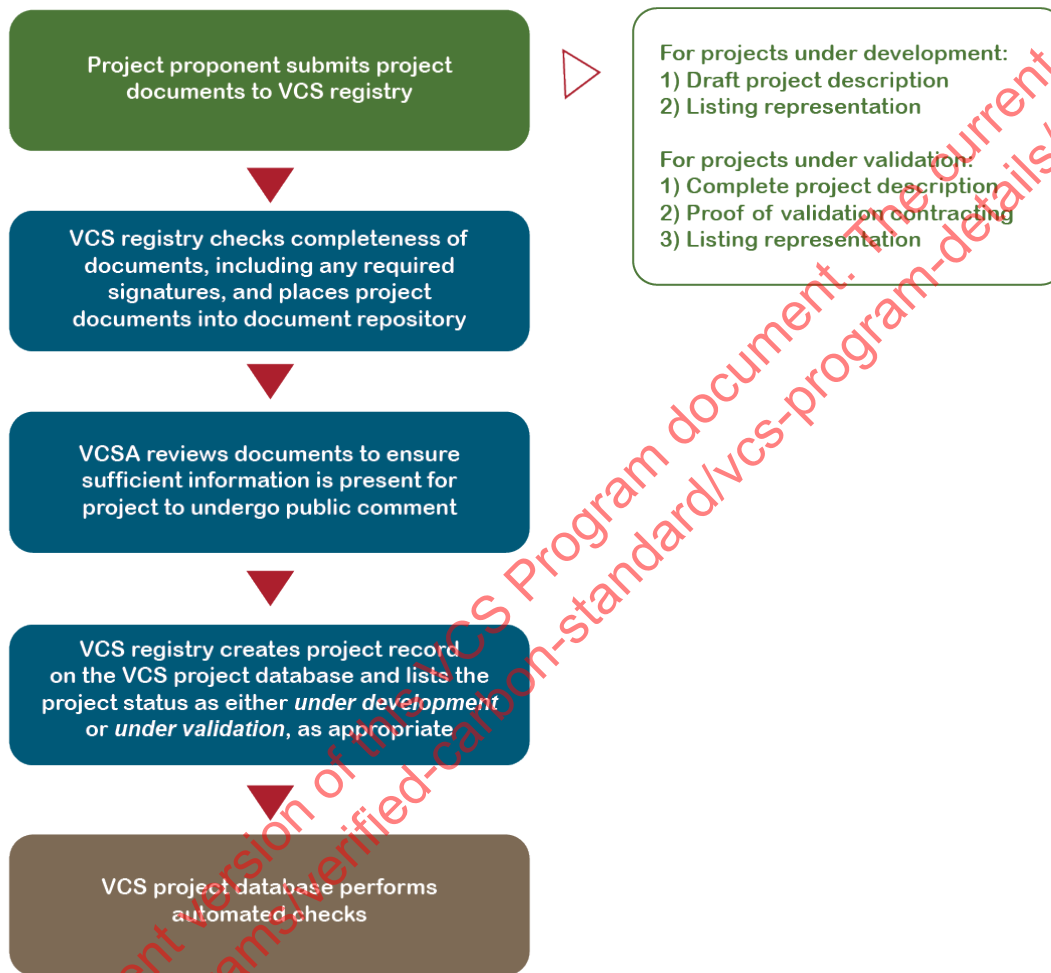 Project proponent submits project
documents to VCS registry
For projects under development:
1) Draft project description
2) Listing representation
For projects under validation:
1) Complete project description
2) Proof of validation contracting
3) Listing representation
VCS registry checks completeness of
documents, including any required
signatures, and places project
documents into document repository
VCSA reviews documents to ensure
sufficient information is present for
project to undergo public comment
VCS registry creates project record
on the VCS project database and lists the
project status as either under development
or under validation, as appropriate
VCS project database performs
automated checks
ent version of this VCS Program document. The current
ams/verified-carbon-standard/vcs-program-details/